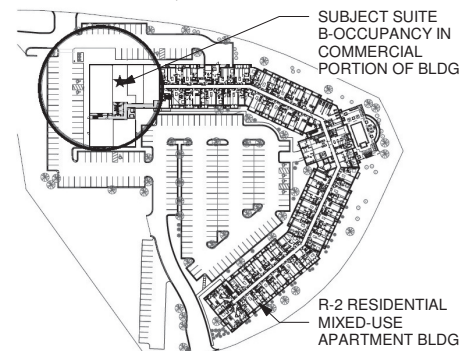 SUBJECT SUITE
B-OCCUPANCY IN
COMMERCIAL
PORTION OF BLDG
R-2 RESIDENTIAL
MIXED-USE
APARTMENT BLDG